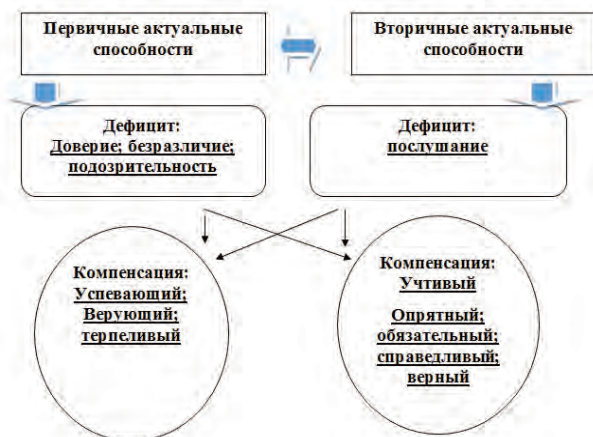 Первичные актуальные
способности
Вторичные актуальные
способности
Дефицит:
Доверие; безразличие;
подозрительность
Дефицит:
послушание
Компенсация:
Успевающий;
Верующий;
терпеливый
Компенсация:
Учтивый
Опрятный;
обязательный;
справедливый;
верный